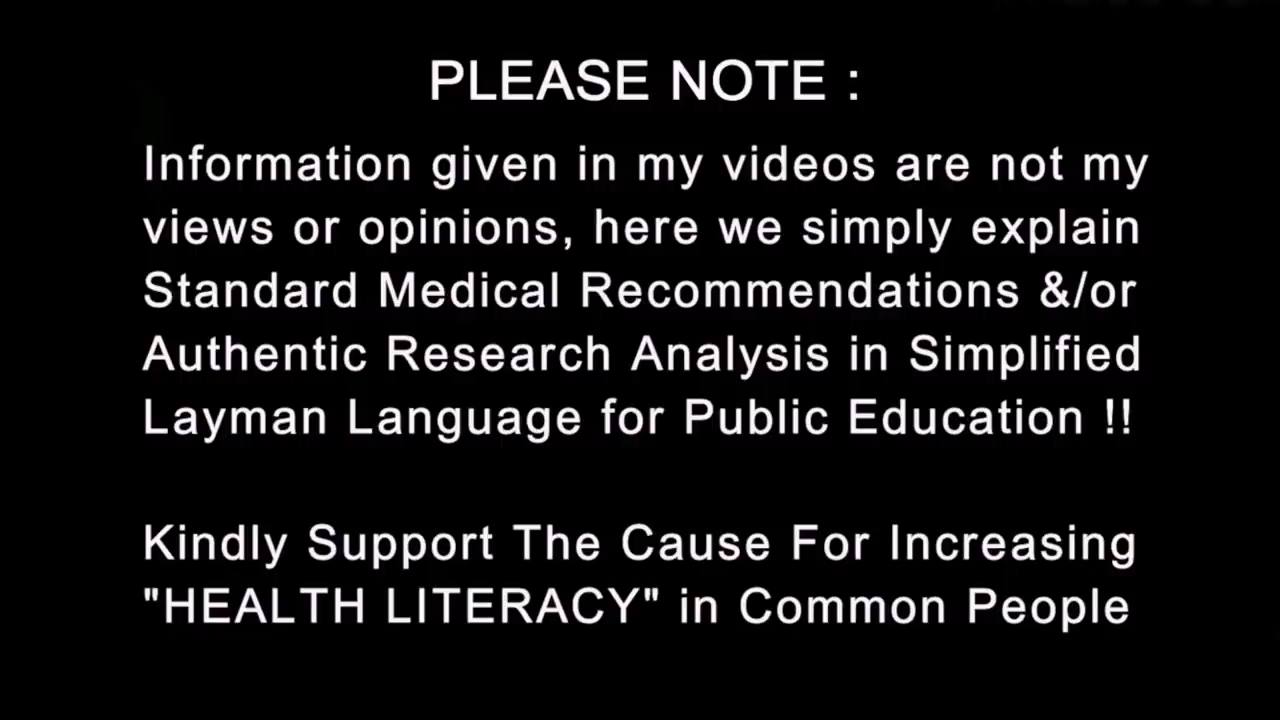 PLEASE NOTE :
Information given in my videos are not my
views or opinions, here we simply explain
Standard Medical Recommendations &/or
Authentic Research Analysis in Simplified
Layman Language for Public Education !!
Kindly Support The Cause For Increasing
"HEALTH LITERACY" in Common People